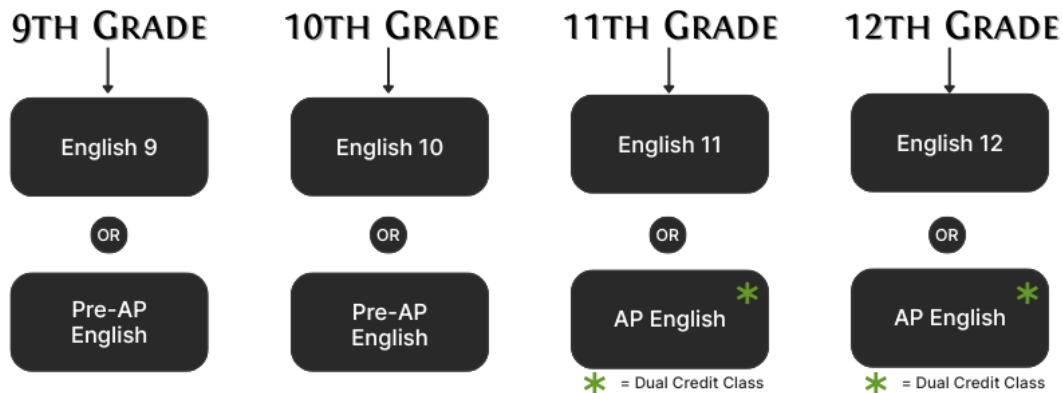 9TH GRADE
10TH GRADE
11TH GRADE
12TH GRADE
English 9
English 10
English 11
English 12
OR
OR
OR
OR
Pre-AP
English
Pre-AP
English
AP English *
AP English *
* = Dual Credit Class
* = Dual Credit Class